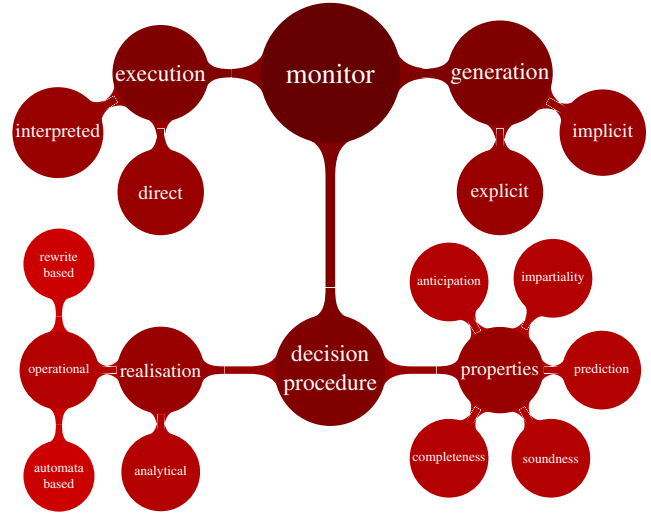 execution
monitor
generation
interpreted
implicit
direct
explicit
rewrite
based
anticipation
impartiality
operational
realisation
decision
procedure
properties
prediction
automata
based
analytical
completeness
soundness